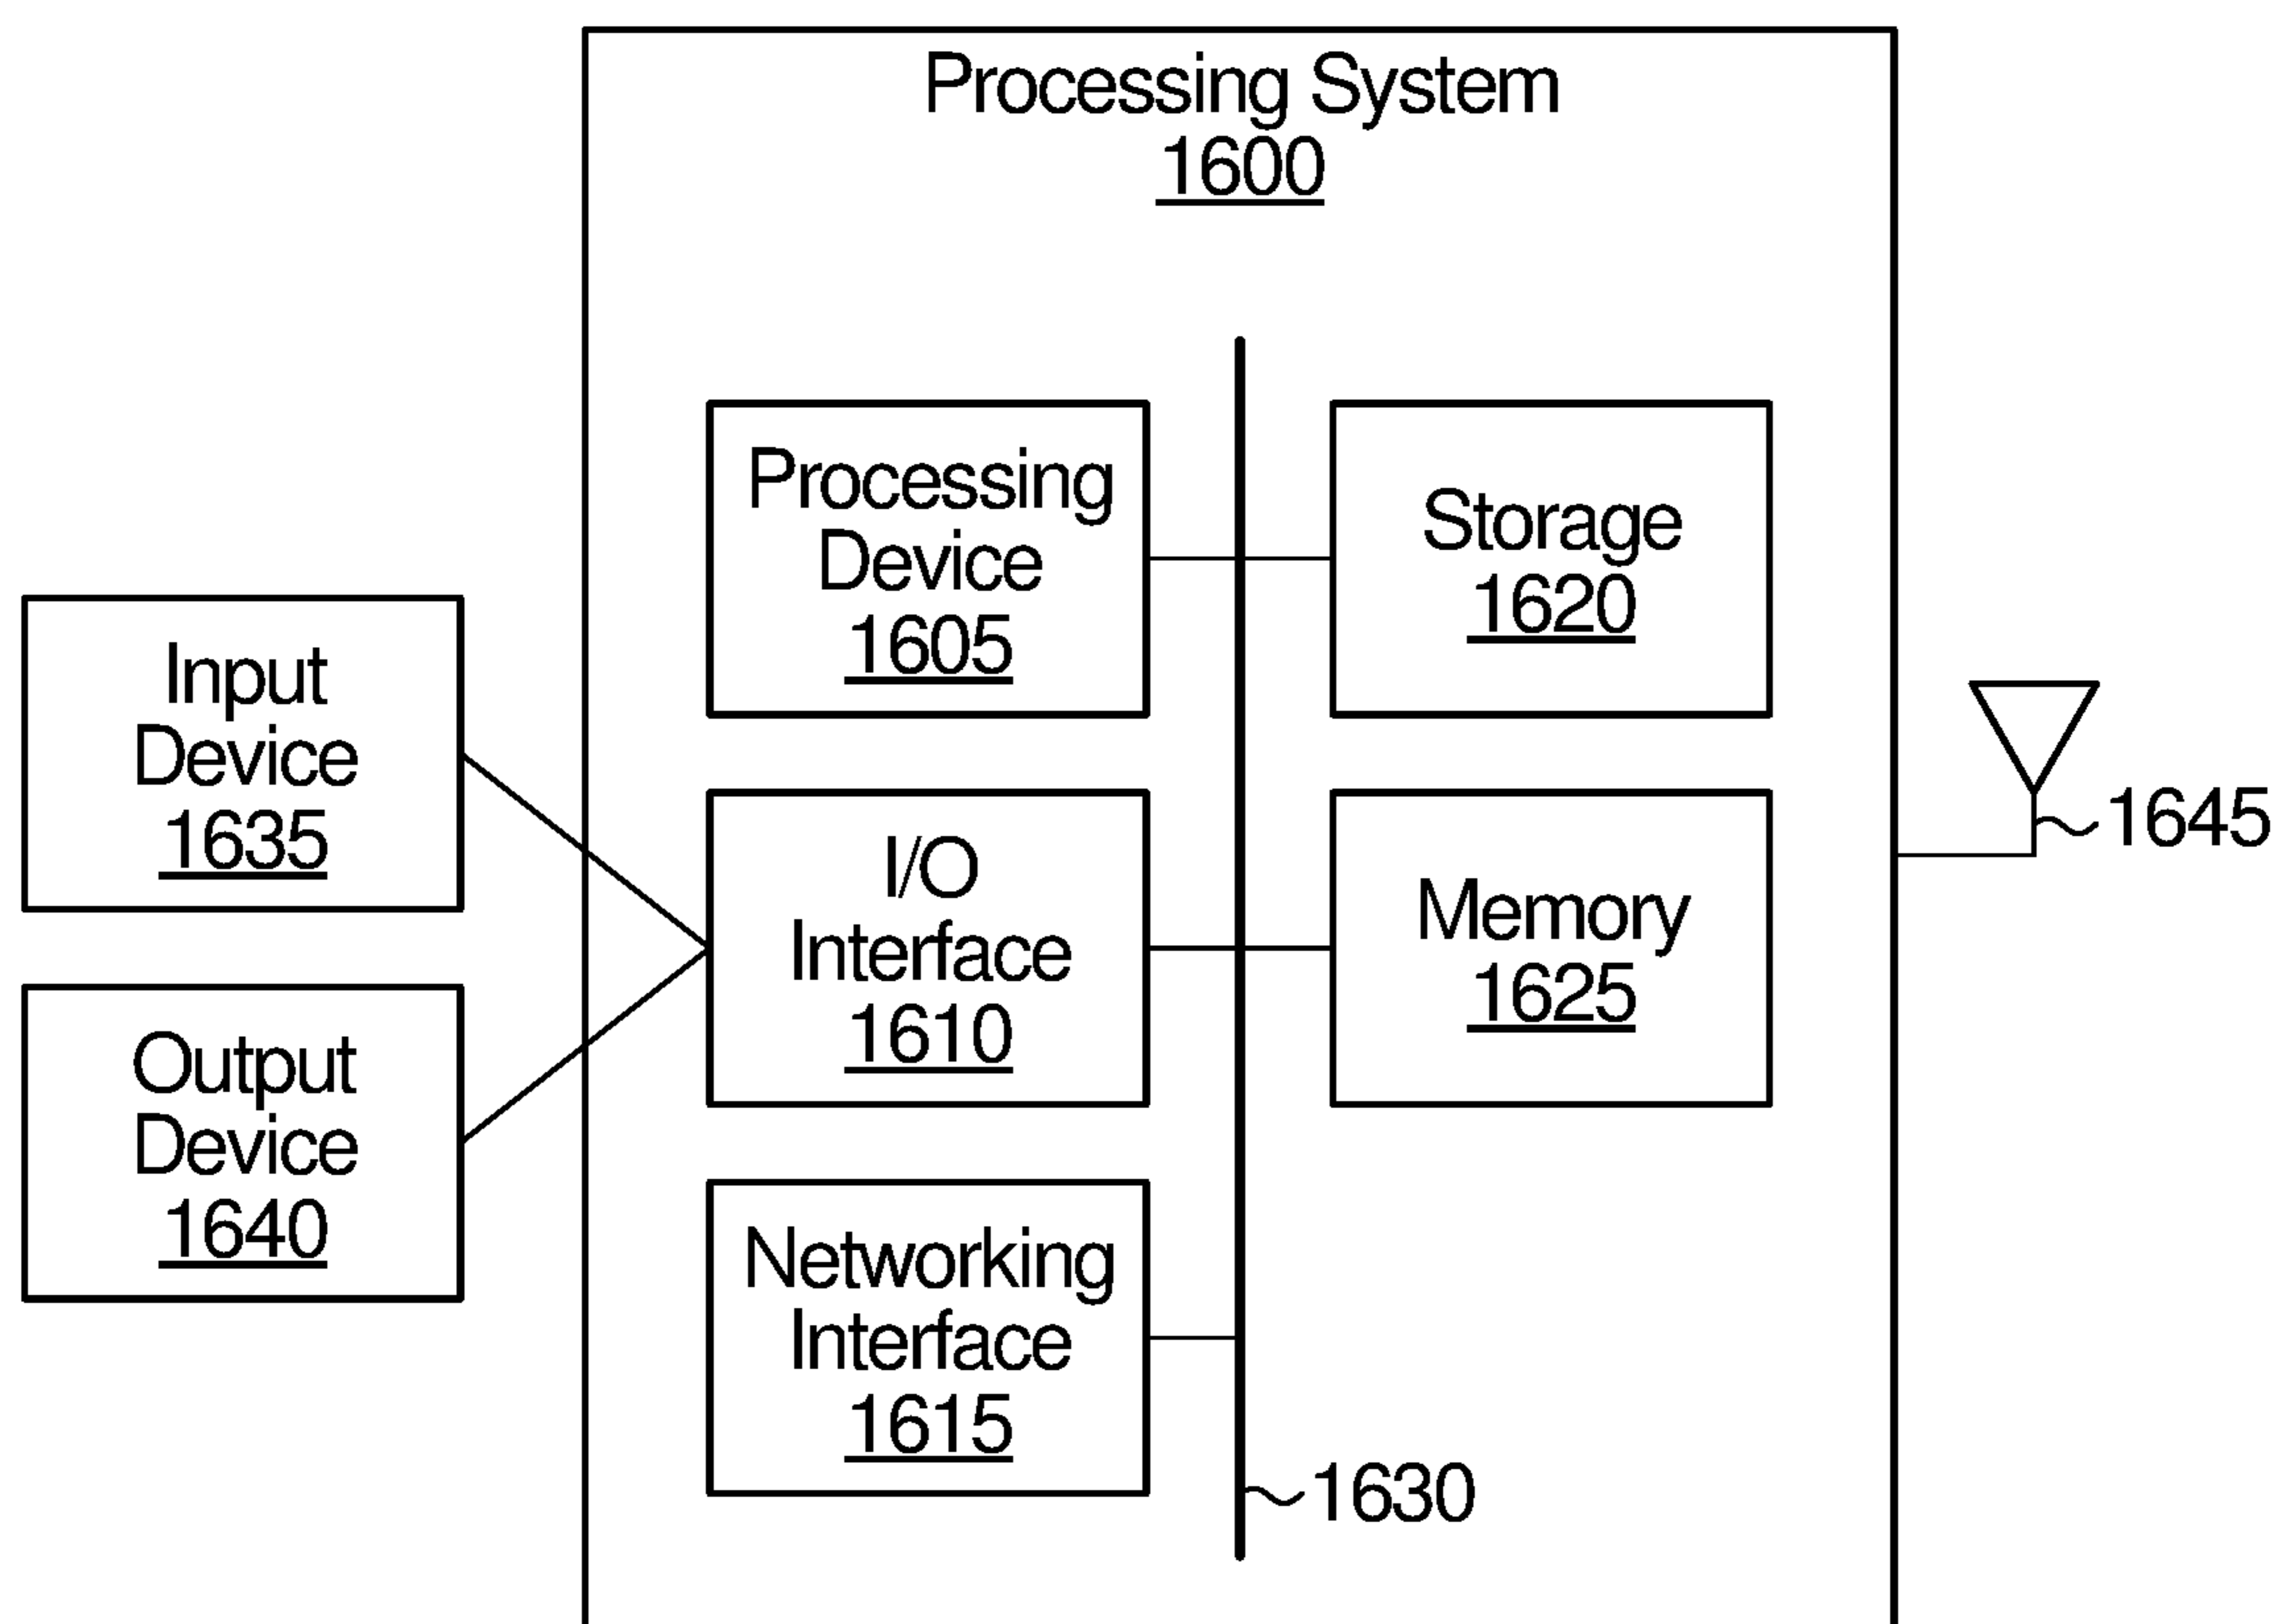 Processing System
1600
Processing
Device
1605
Storage
1620
Input
Device
1635
I/O
Interface
1610
Memory
1625
1645
Output
Device
1640
Networking
Interface
1615
1630